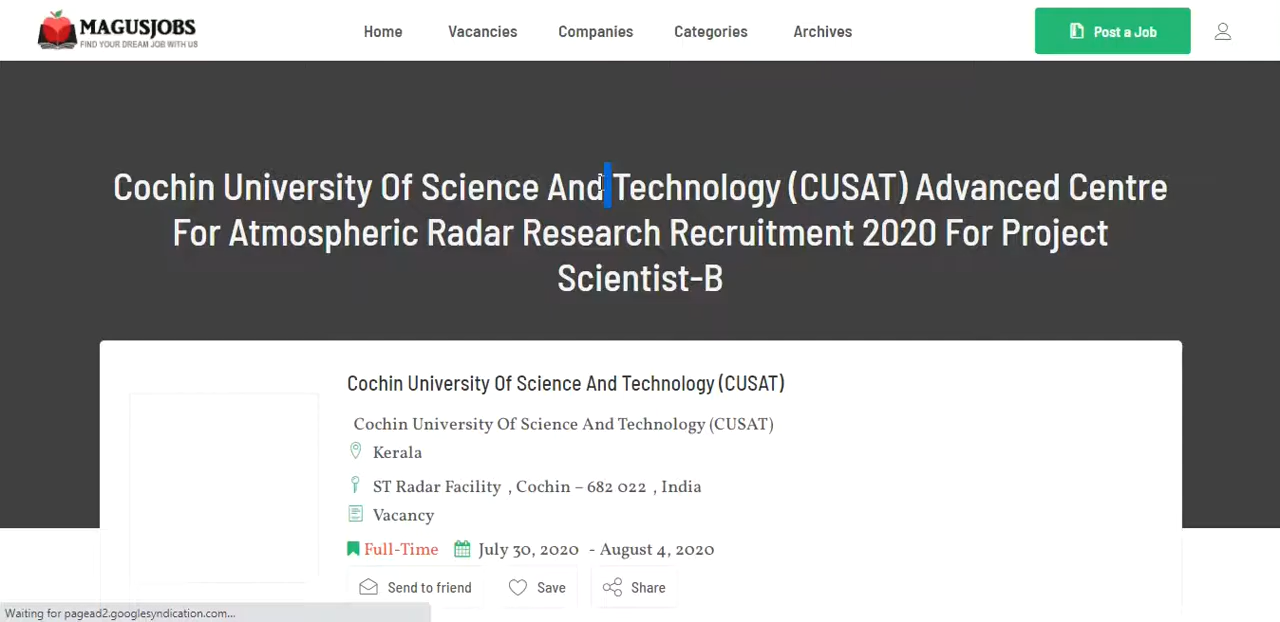 MAGUSJOBS
FIND YOUR DREAM JOB WITH US
Home Vacancies Companies Categories Archives
Post a Job
Cochin University Of Science And Technology (CUSAT) Advanced Centre
For Atmospheric Radar Research Recruitment 2020 For Project
Scientist-B
Cochin University Of Science And Technology (CUSAT)
Cochin University Of Science And Technology (CUSAT)
Kerala
ST Radar Facility , Cochin – 682 022 , India
Vacancy
Full-Time July 30, 2020 - August 4, 2020
Send to friend Save Share
Waiting for pagead2.googlesyndication.com...